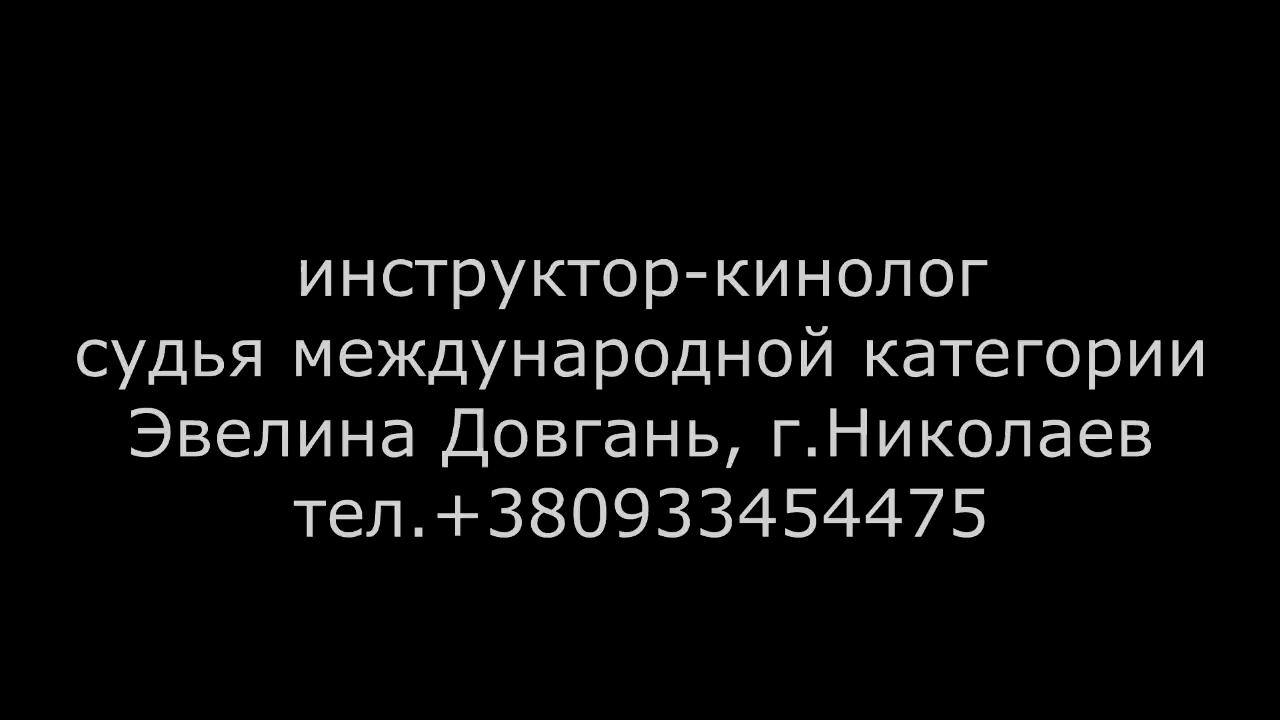 инструктор-кинолог
судья международной категории
Эвелина Довгань, г.Николаев
тел.+380933454475